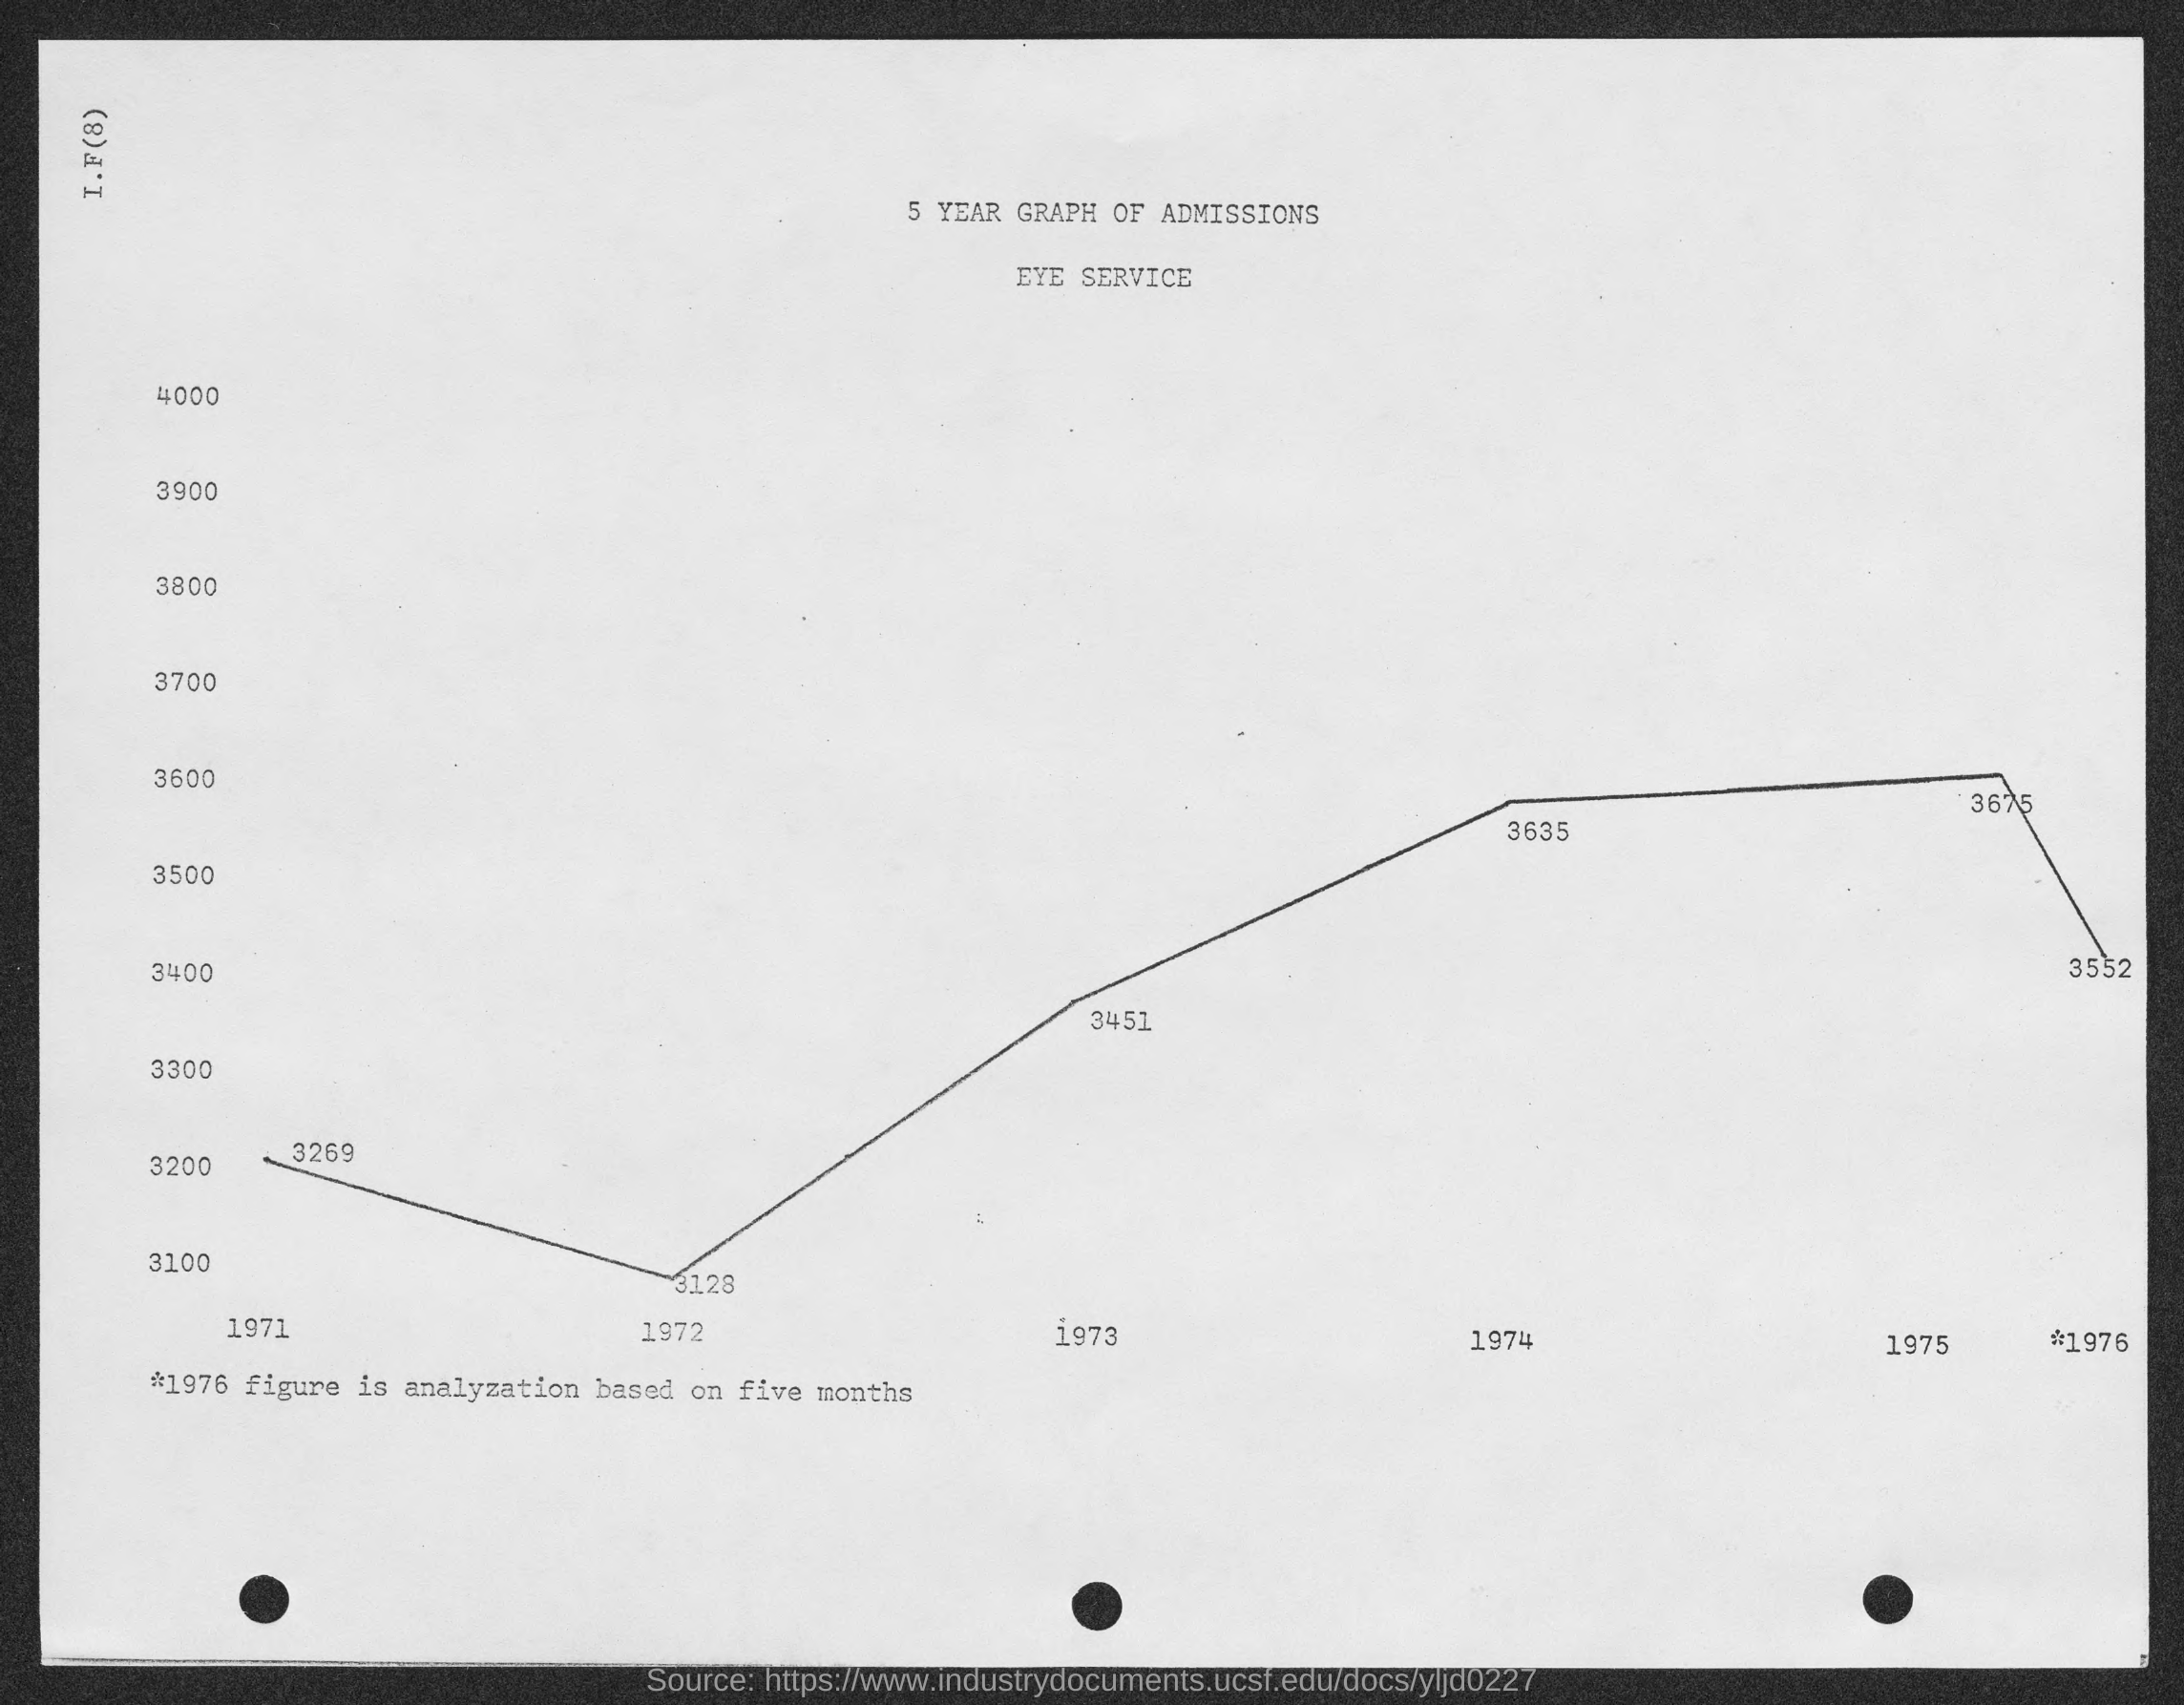 I.F(8)
5 YEAR GRAPH OF ADMISSIONS
EYE SERVICE
4000
3900
3800
3700
3600
3500
3400
3300
3200
3100
3269
3128
3451
3635
3675
3552
1971 1972 1973 1974 1975 *1976
*1976 figure is analyzation based on five months
Source: https://www.industrydocuments.ucsf.edu/docs/yljd0227